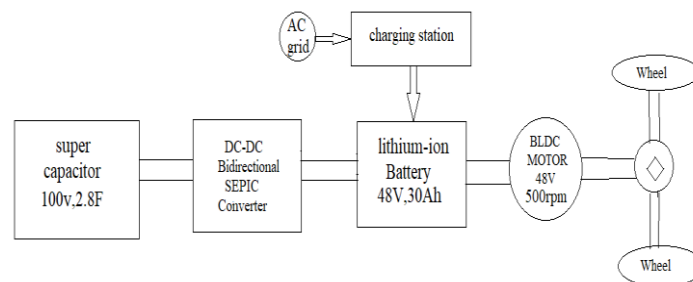 AC
grid
charging station
Wheel
super
capacitor
100v,2.8F
DC-DC
Bidirectional
SEPIC
Converter
lithium-ion
Battery
48V,30Ah
BLDC
MOTOR
48V
500rpm
Wheel